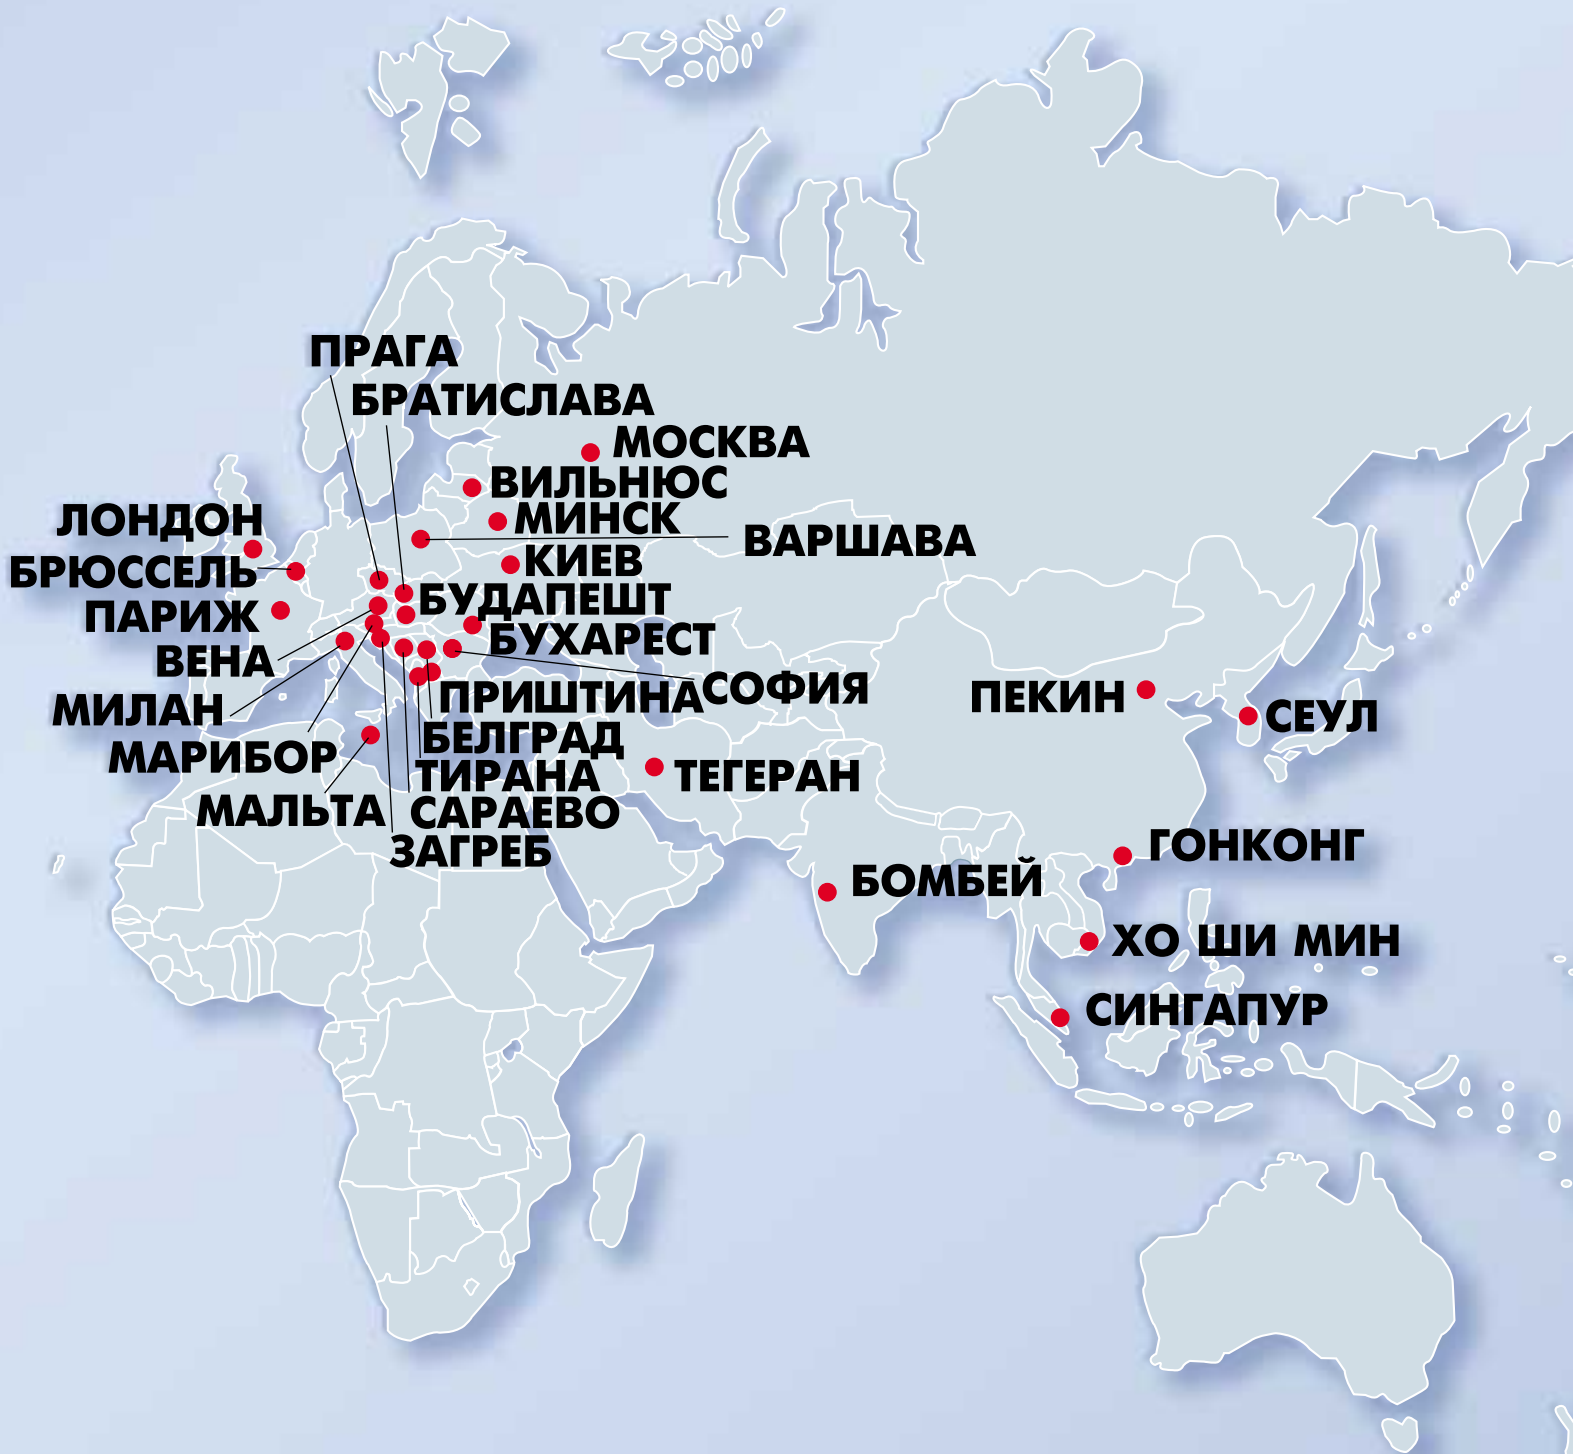 ПРАГА
БРАТИСЛАВА
МОСКВА
ВИЛЬНЮС
ЛОНДОН
МИНСК
ВАРШАВА
БРЮССЕЛЬ
КИЕВ
ПАРИЖ
БУДАПЕШТ
БУХАРЕСТ
ВЕНА
ПРИШТИНА
СОФИЯ
ПЕКИН
МИЛАН
СЕУЛ
БЕЛГРАД
МАРИБОР
ТИРАНА
ТЕГЕРАН
МАЛЬТА
САРАЕВО
ЗАГРЕБ
ГОНКОНГ
БОМБЕЙ
ХО ШИ МИН
СИНГАПУР